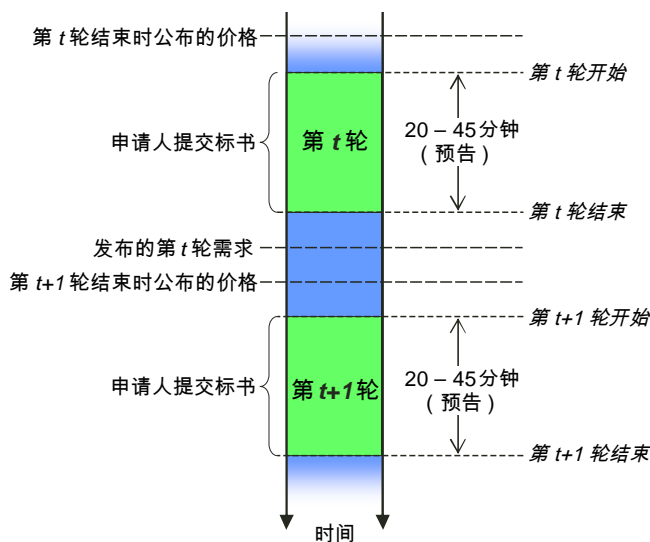 第 t 轮结束时公布的价格
第 t 轮开始
申请人提交标书
第 t 轮
20 – 45分钟
（预告）
第 t 轮结束
发布的第 t 轮需求
第 t+1 轮结束时公布的价格
第 t+1 轮开始
申请人提交标书
第 t+1 轮
20 – 45分钟
（预告）
第 t+1 轮结束
时间